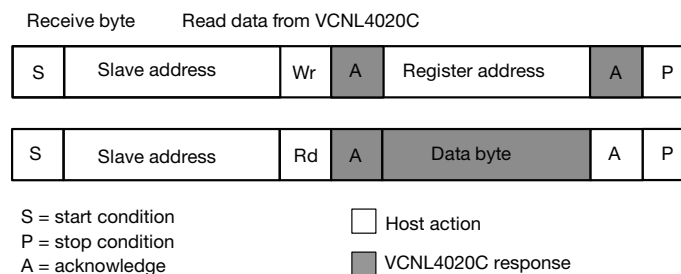 Receive byte Read data from VCNL4020C
S Slave address Wr A Register address A P
S Slave address Rd A Data byte A P
S = start condition
P = stop condition
A = acknowledge
Host action
VCNL4020C response